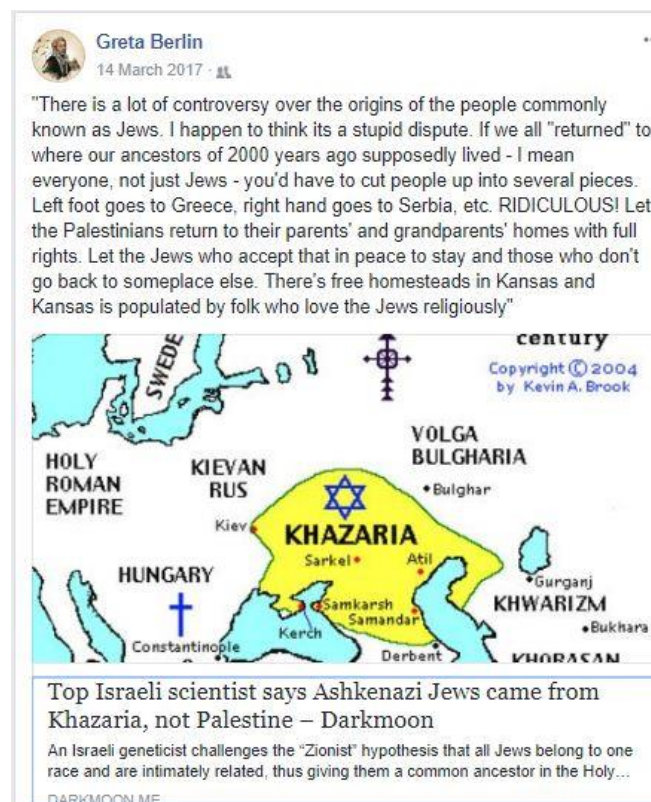 Greta Berlin
14 March 2017
"There is a lot of controversy over the origins of the people commonly
known as Jews. I happen to think its a stupid dispute. If we all "returned" to
where our ancestors of 2000 years ago supposedly lived - I mean
everyone, not just Jews - you'd have to cut people up into several pieces.
Left foot goes to Greece, right hand goes to Serbia, etc. RIDICULOUS! Let
the Palestinians return to their parents' and grandparents' homes with full
rights. Let the Jews who accept that in peace to stay and those who don't
go back to someplace else. There's free homesteads in Kansas and
Kansas is populated by folk who love the Jews religiously"
century
SWEDE
Copyright © 2004
by Kevin A. Brook
HOLY
ROMAN
EMPIRE
KIEVAN
RUS
VOLGA
BULGHARIA
Bulghar
Kiev
KHAZARIA
Sarkel
Atil
HUNGARY
Gurganj
Samkarsh
KHWARIZM
Samandar
Kerch
Bukhara
Constantinople
Derbent
KHORASAN
Top Israeli scientist says Ashkenazi Jews came from
Khazaria, not Palestine – Darkmoon
An Israeli geneticist challenges the “Zionist” hypothesis that all Jews belong to one
race and are intimately related, thus giving them a common ancestor in the Holy...
DARKMOON.ME